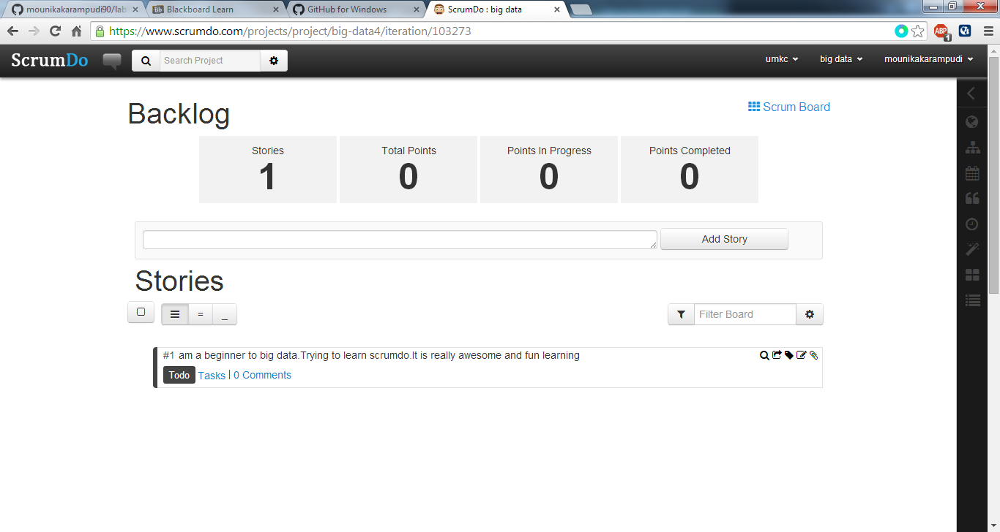 mounikakarampudi90/lab
Blackboard Learn
GitHub for Windows
ScrumDo : big data
https://www.scrumdo.com/projects/project/big-data4/iteration/103273
ABP
1
ScrumDo
Search Project
umkc
big data
mounikakarampudi
Backlog
Scrum Board
Stories
1
Total Points
0
Points In Progress
0
Points Completed
0
Add Story
Stories
=
_
Filter Board
#1 am a beginner to big data.Trying to learn scrumdo.It is really awesome and fun learning
Todo Tasks | 0 Comments